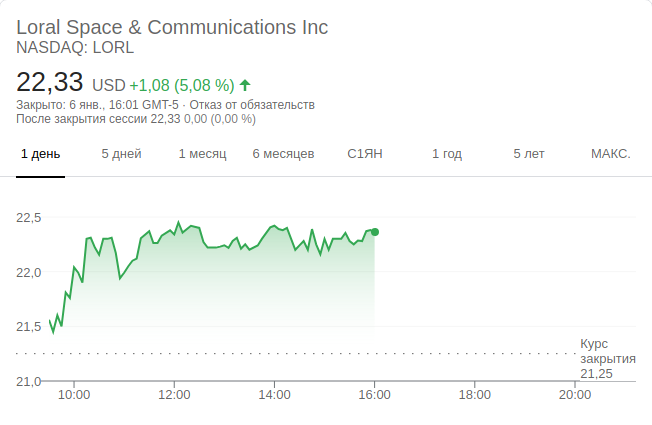 Loral Space & Communications Inc
NASDAQ: LORL
22,33 USD +1,08 (5,08 %)
Закрыто: 6 янв., 16:01 GMT-5 · Отказ от обязательств
После закрытия сессии 22,33 0,00 (0,00 %)
1 день 5 дней 1 месяц 6 месяцев С1ЯН 1 год 5 лет МАКС.
22,5
22,0
21,5
Курс
закрытия
21,25
21,0
10:00 12:00 14:00 16:00 18:00 20:00